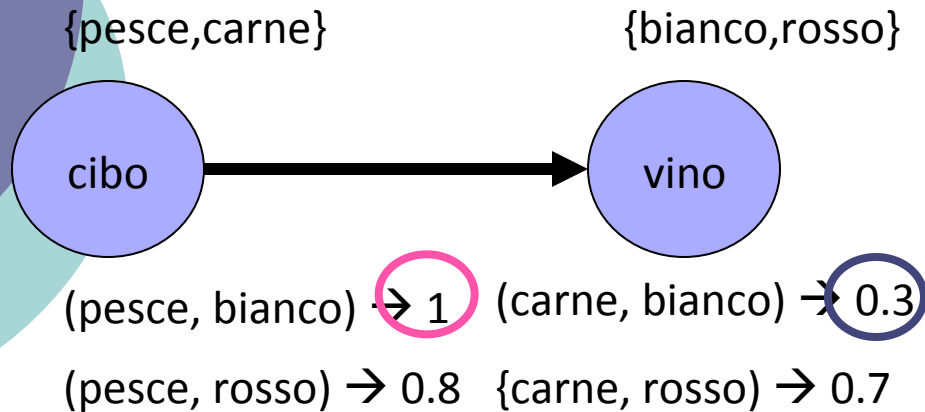 {pesce,carne} {bianco,rosso}
cibo vino
(pesce, bianco) → 1 (carne, bianco) → 0.3
(pesce, rosso) → 0.8 {carne, rosso) → 0.7